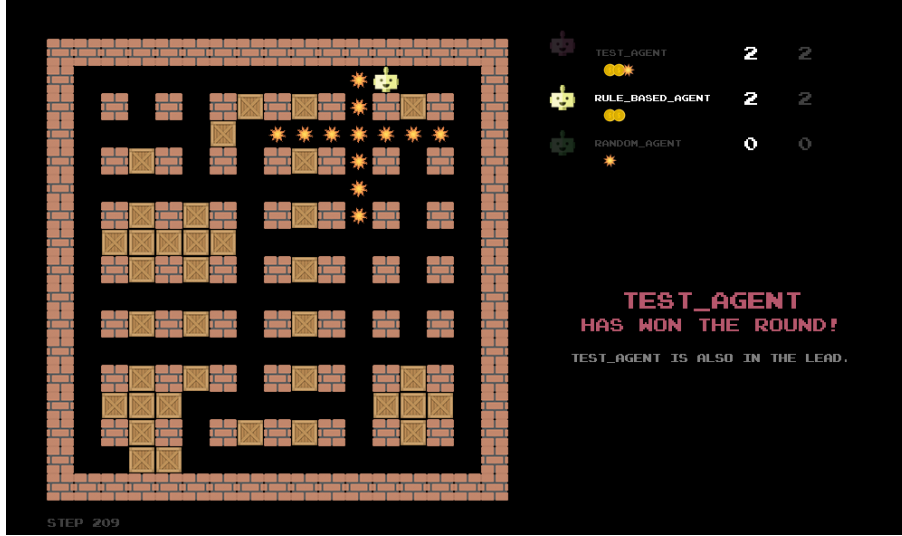 TEST_AGENT 2 2
RULE_BASED_AGENT 2 2
RANDOM_AGENT 0 0
TEST_AGENT
HAS WON THE ROUND!
TEST_AGENT IS ALSO IN THE LEAD.
STEP 209